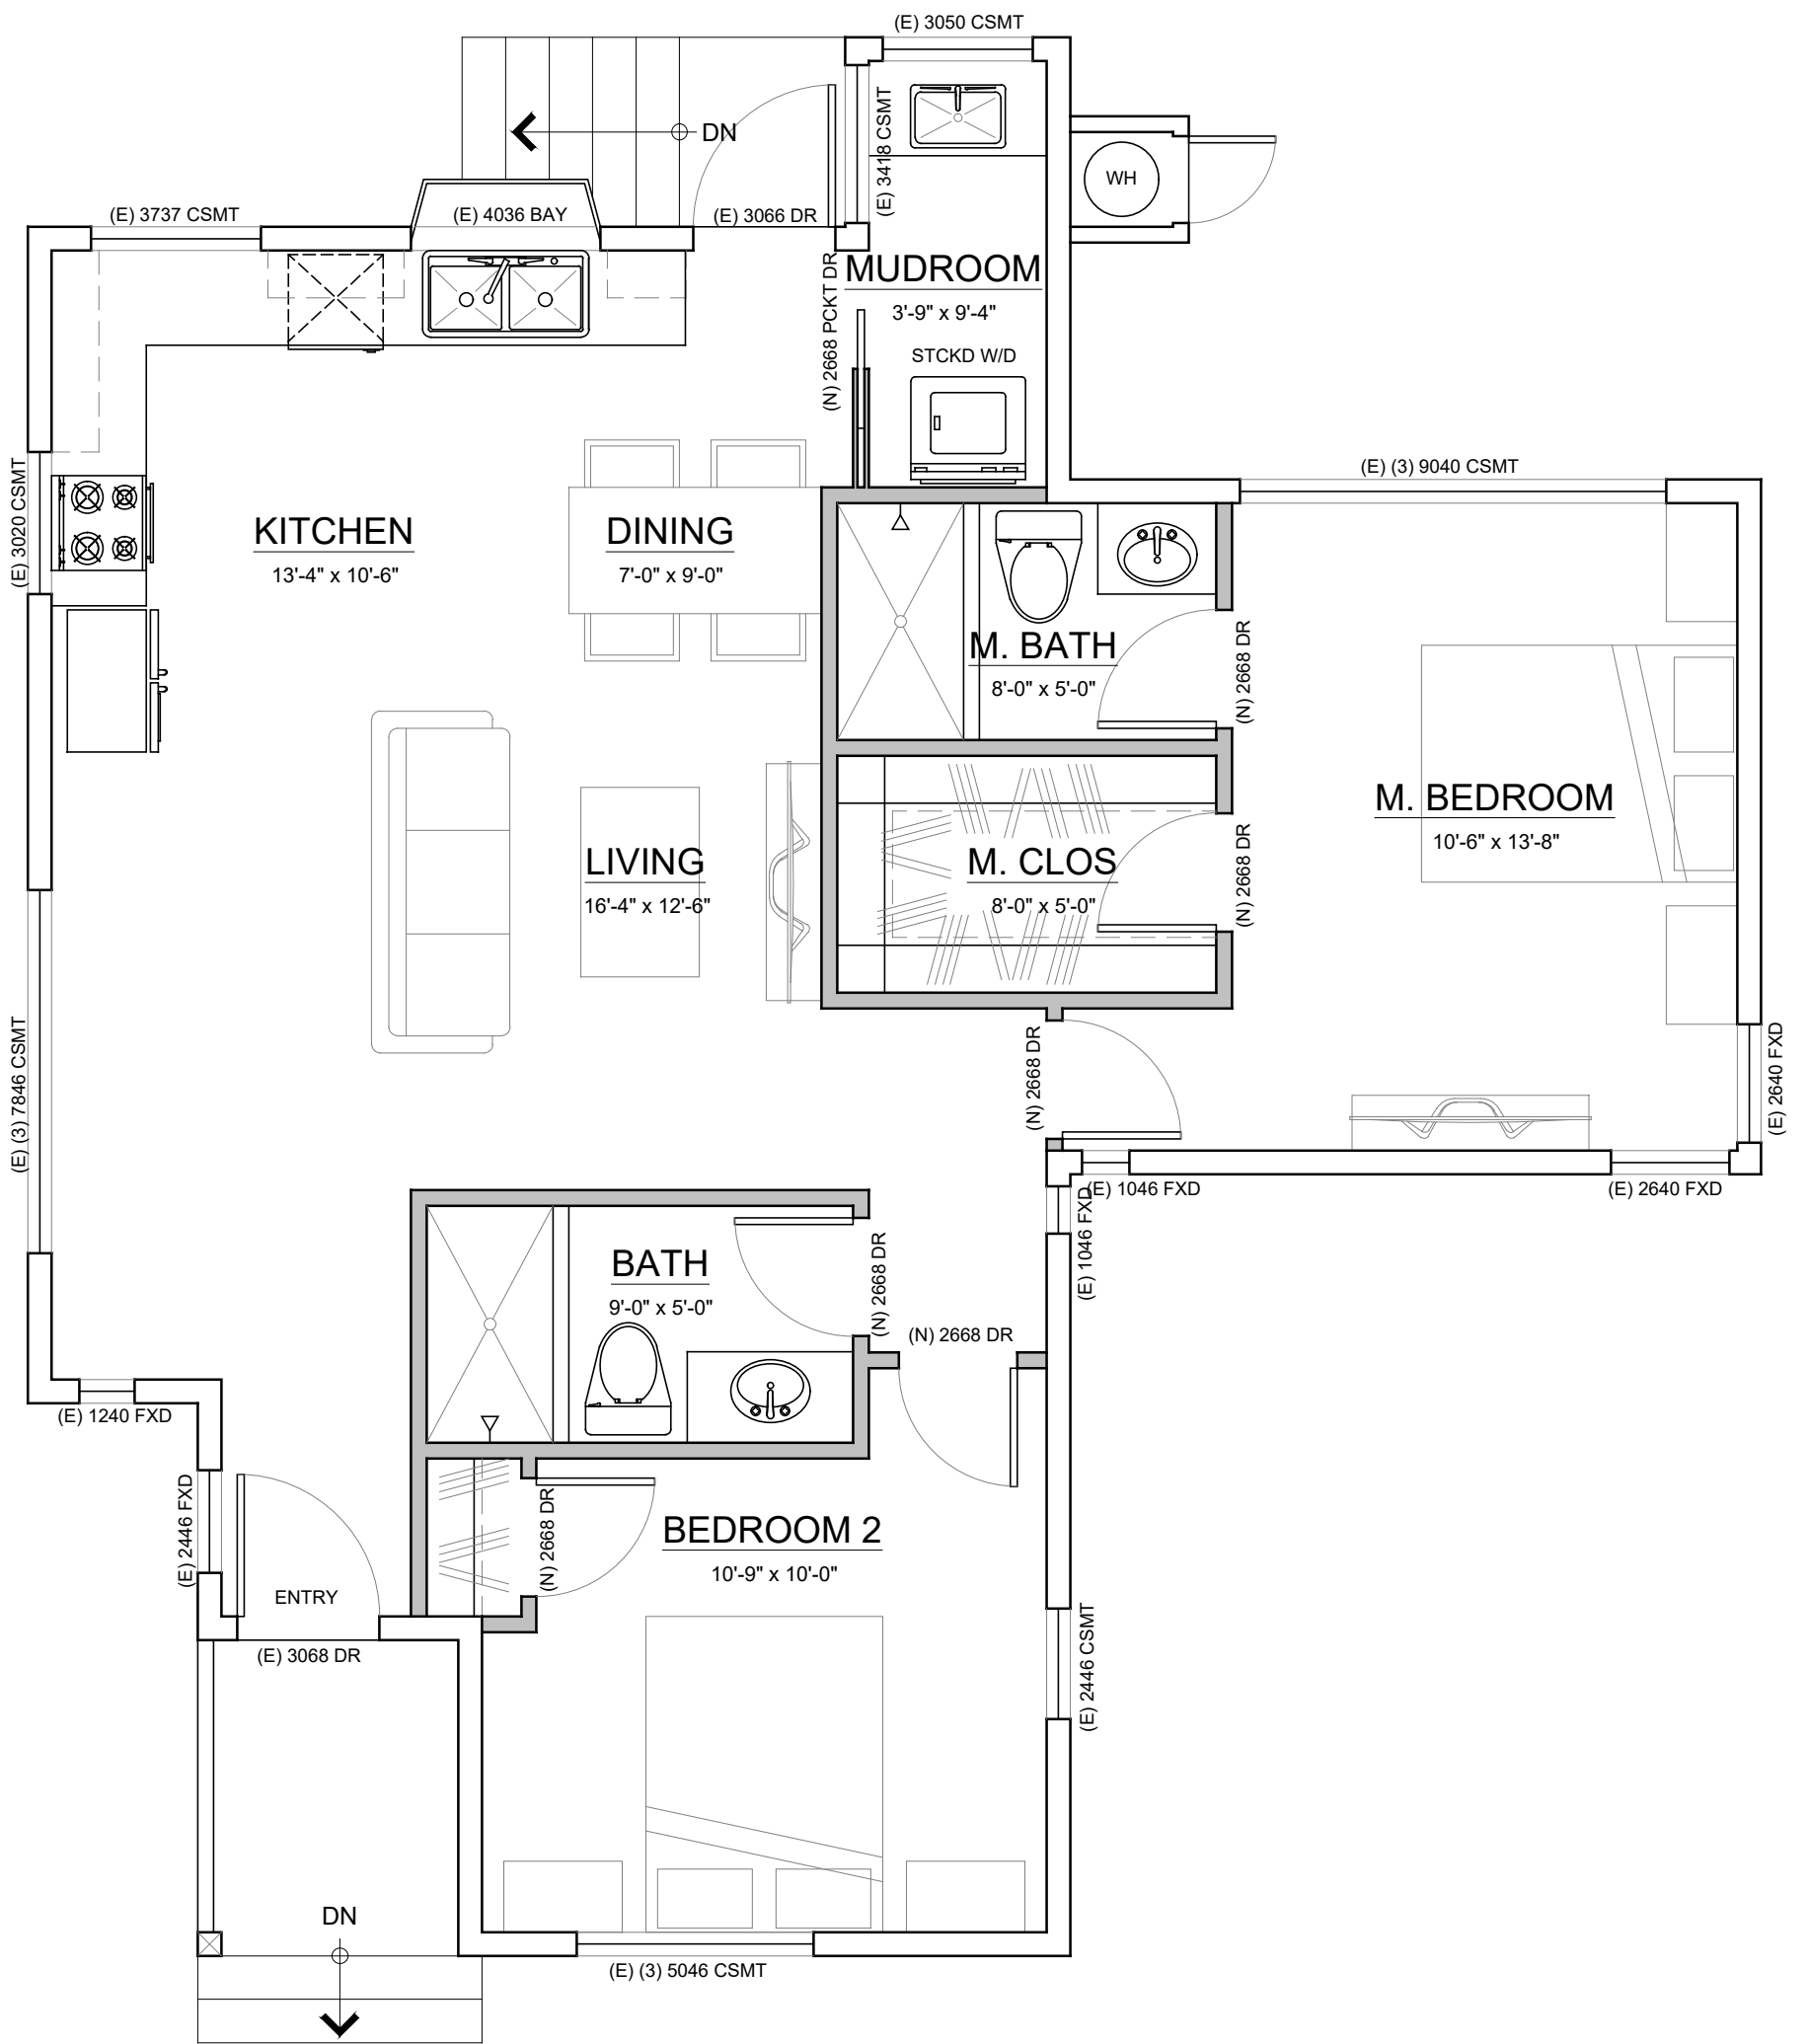 (E) 3050 CSMT
DN
(E) 3418 CSMT
WH
(E) 3737 CSMT
(E) 4036 BAY
(E) 3066 DR
MUDROOM
3'-9" x 9'-4"
(N) 2668 PCKT DR
STCKD W/D
(E) (3) 9040 CSMT
(E) 3020 CSMT
KITCHEN
13'-4" x 10'-6"
DINING
7'-0" x 9'-0"
M. BATH
8'-0" x 5'-0"
(N) 2668 DR
M. BEDROOM
10'-6" x 13'-8"
LIVING
16'-4" x 12'-6"
M. CLOS
8'-0" x 5'-0"
(N) 2668 DR
(E) (3) 7846 CSMT
(N) 2668 DR
(E) 2640 FXD
(E) 1046 FXD
(E) 2640 FXD
(E) 1046 FXD
BATH
9'-0" x 5'-0"
(N) 2668 DR
(N) 2668 DR
(E) 1240 FXD
(E) 2446 FXD
(N) 2668 DR
BEDROOM 2
10'-9" x 10'-0"
ENTRY
(E) 3068 DR
(E) 2446 CSMT
DN
(E) (3) 5046 CSMT